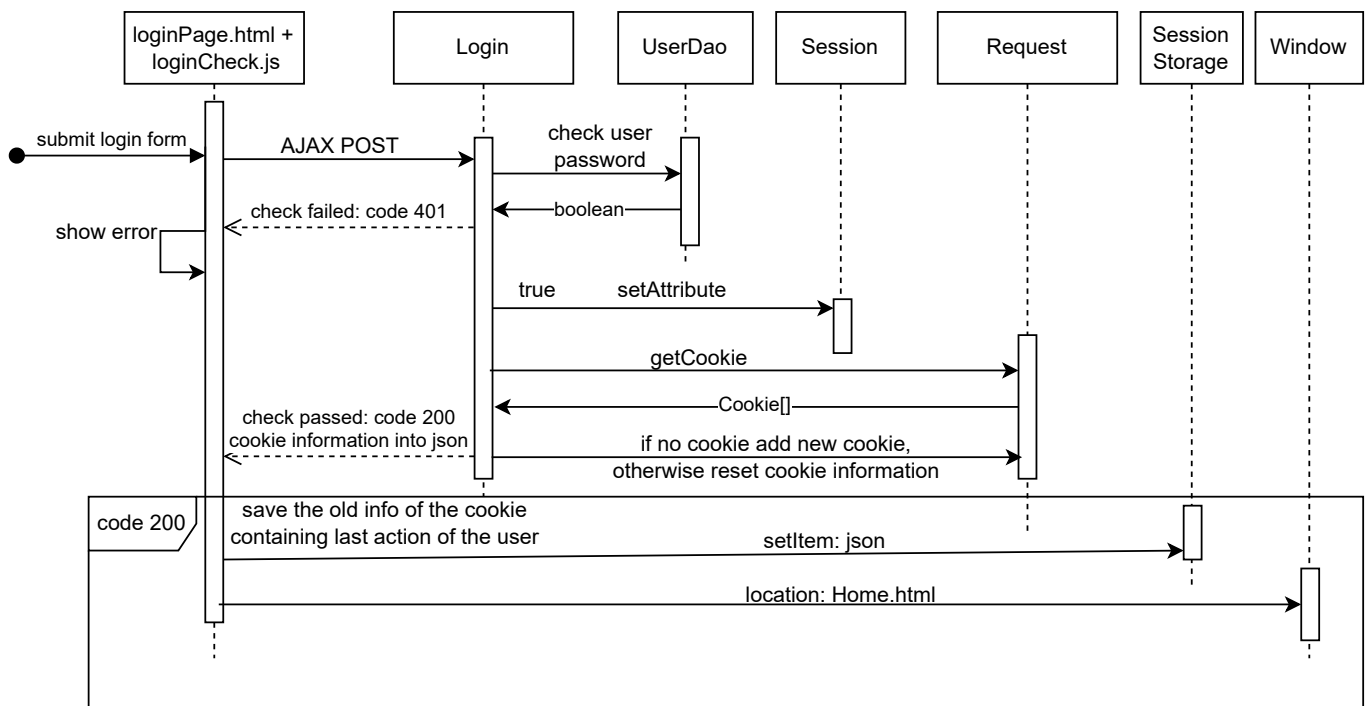 loginPage.html +
loginCheck.js
Login
UserDao
Session
Request
Session
Storage
Window
submit login form
AJAX POST
check user
password
boolean
check failed: code 401
show error
true
setAttribute
getCookie
Cookie[]
check passed: code 200
cookie information into json
if no cookie add new cookie,
otherwise reset cookie information
code 200
save the old info of the cookie
containing last action of the user
setItem: json
location: Home.html